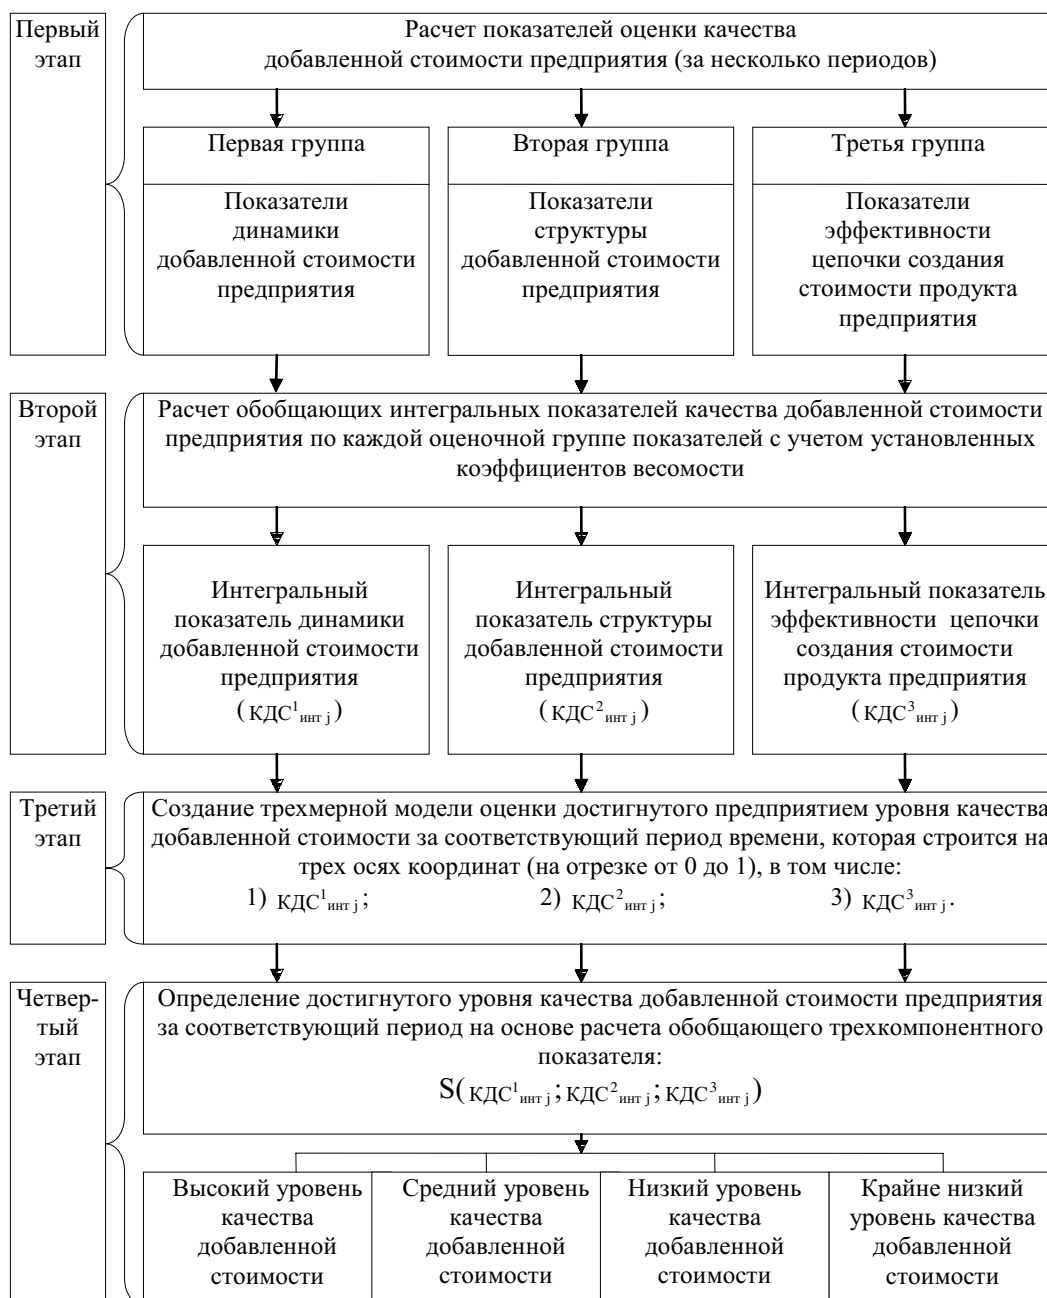 Первый
этап
Расчет показателей оценки качества
добавленной стоимости предприятия (за несколько периодов)
Первая группа
Вторая группа
Третья группа
Показатели
динамики
добавленной стоимости
предприятия
Показатели
структуры
добавленной стоимости
предприятия
Показатели
эффективности
цепочки создания
стоимости продукта
предприятия
Второй
этап
Расчет обобщающих интегральных показателей качества добавленной стоимости
предприятия по каждой оценочной группе показателей с учетом установленных
коэффициентов весомости
Интегральный
показатель динамики
добавленной стоимости
предприятия
(КДС¹инт j)
Интегральный
показатель структуры
добавленной стоимости
предприятия
(КДС²инт j)
Интегральный показатель
эффективности цепочки
создания стоимости
продукта предприятия
(КДС³инт j)
Третий
этап
Создание трехмерной модели оценки достигнутого предприятием уровня качества
добавленной стоимости за соответствующий период времени, которая строится на
трех осях координат (на отрезке от 0 до 1), в том числе:
1) КДС¹инт j; 2) КДС²инт j; 3) КДС³инт j.
Четвер-
тый
этап
Определение достигнутого уровня качества добавленной стоимости предприятия
за соответствующий период на основе расчета обобщающего трехкомпонентного
показателя:
S(КДС¹инт j; КДС²инт j; КДС³инт j)
Высокий уровень
качества
добавленной
стоимости
Средний уровень
качества
добавленной
стоимости
Низкий уровень
качества
добавленной
стоимости
Крайне низкий
уровень качества
добавленной
стоимости